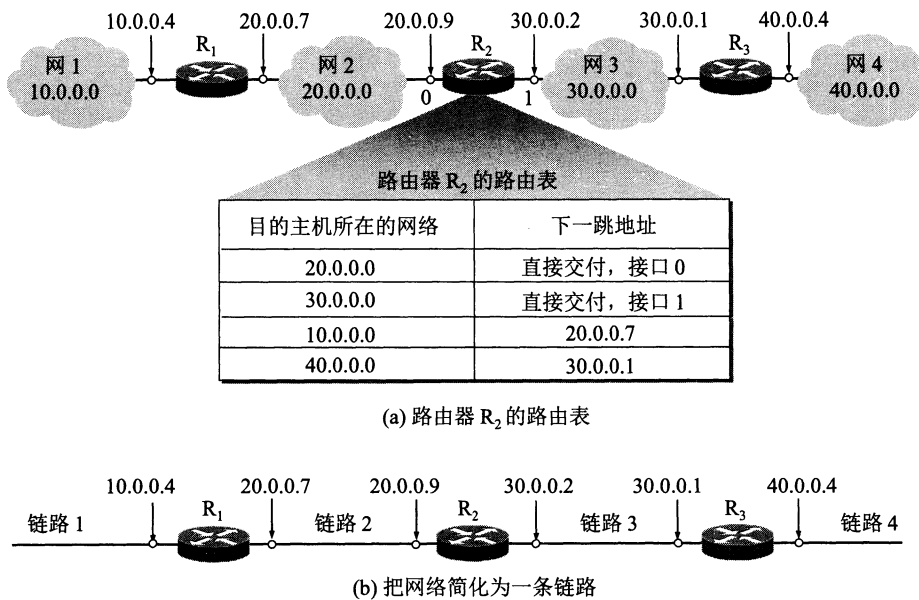 10.0.0.4 20.0.0.7 20.0.0.9 30.0.0.2 30.0.0.1 40.0.0.4
R1 R2 R3
网 1 网 2 网 3 网 4
10.0.0.0 20.0.0.0 30.0.0.0 40.0.0.0
0 1
路由器 R2 的路由表
目的主机所在的网络 下一跳地址
20.0.0.0 直接交付，接口 0
30.0.0.0 直接交付，接口 1
10.0.0.0 20.0.0.7
40.0.0.0 30.0.0.1
(a) 路由器 R2 的路由表
10.0.0.4 20.0.0.7 20.0.0.9 30.0.0.2 30.0.0.1 40.0.0.4
链路 1 R1 链路 2 R2 链路 3 R3 链路 4
(b) 把网络简化为一条链路